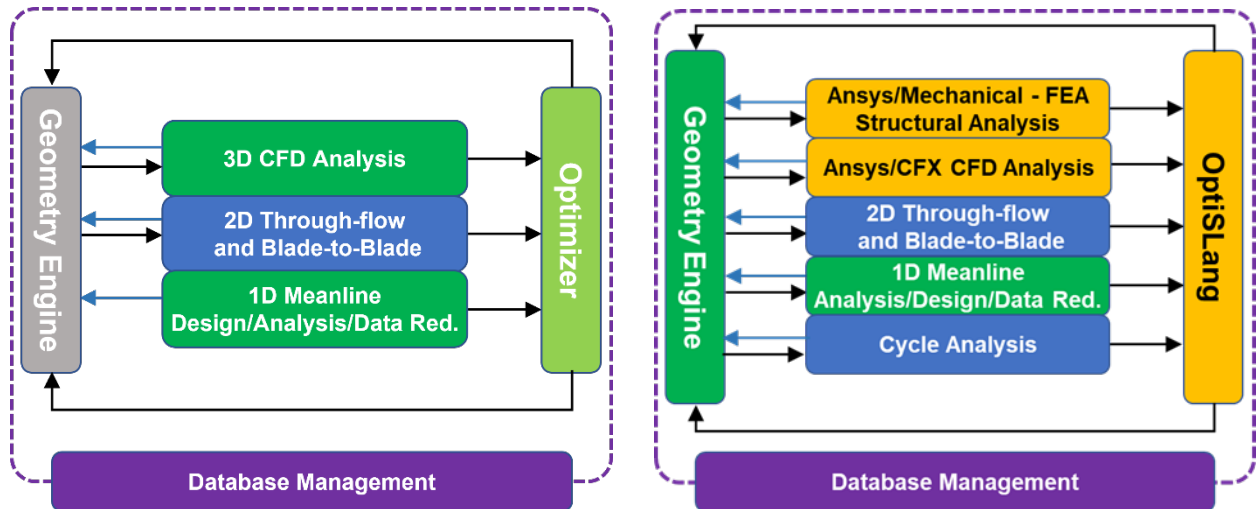 Geometry Engine
3D CFD Analysis
2D Through-flow
and Blade-to-Blade
1D Meanline
Design/Analysis/Data Red.
Optimizer
Database Management
Geometry Engine
Ansys/Mechanical - FEA
Structural Analysis
Ansys/CFX CFD Analysis
2D Through-flow
and Blade-to-Blade
1D Meanline
Analysis/Design/Data Red.
Cycle Analysis
OptiSLang
Database Management